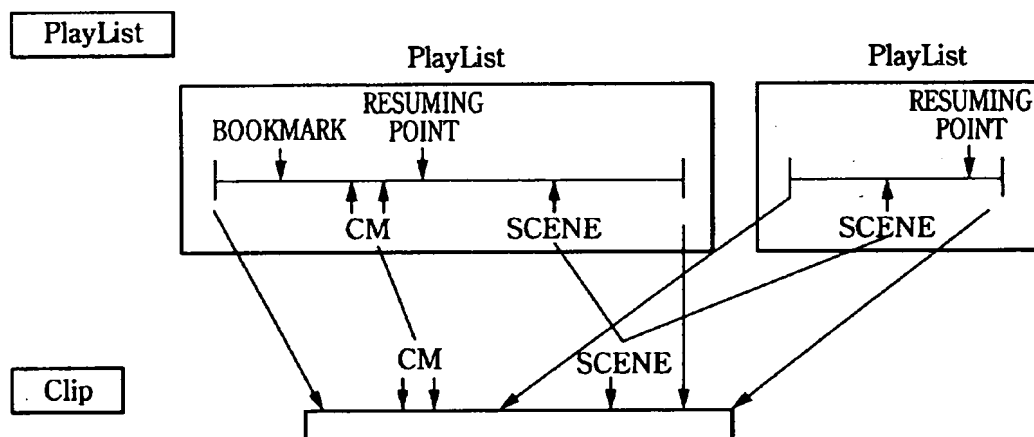 PlayList
PlayList
PlayList
BOOKMARK
RESUMING
POINT
RESUMING
POINT
CM
SCENE
SCENE
CM
SCENE
Clip